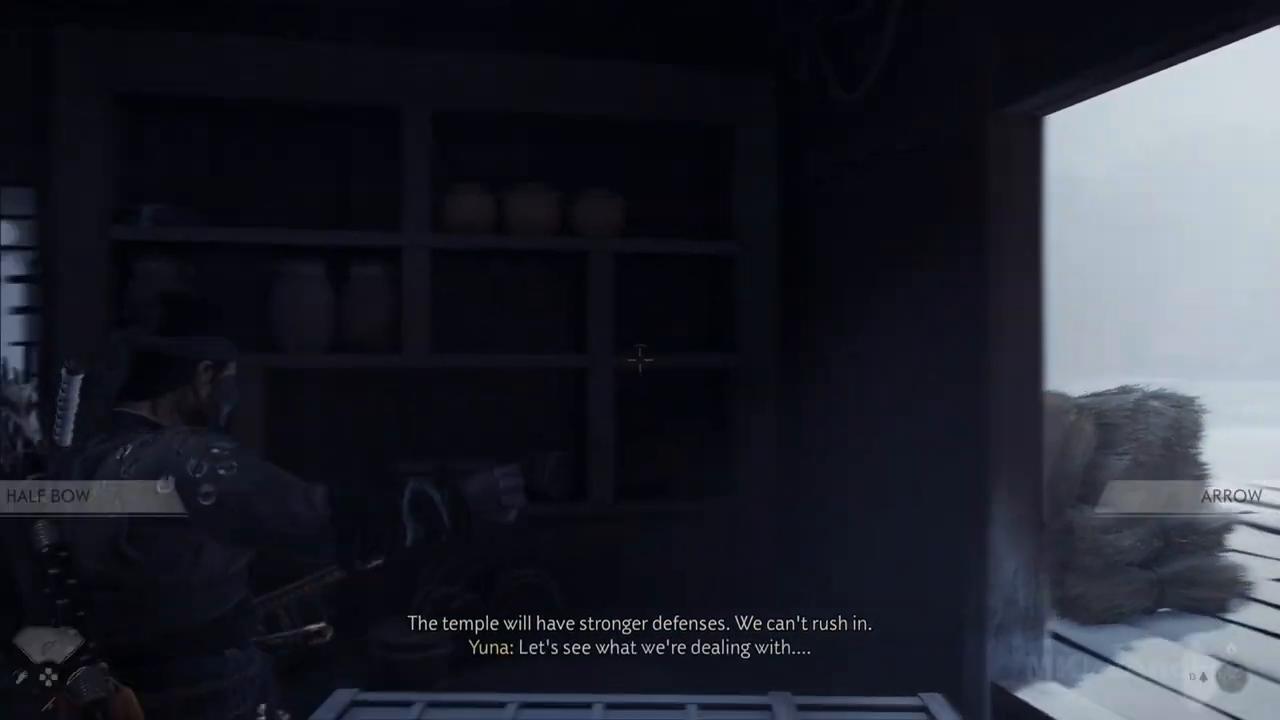 HALF BOW
ARROW
The temple will have stronger defenses. We can't rush in.
Yuna: Let's see what we're dealing with....
13